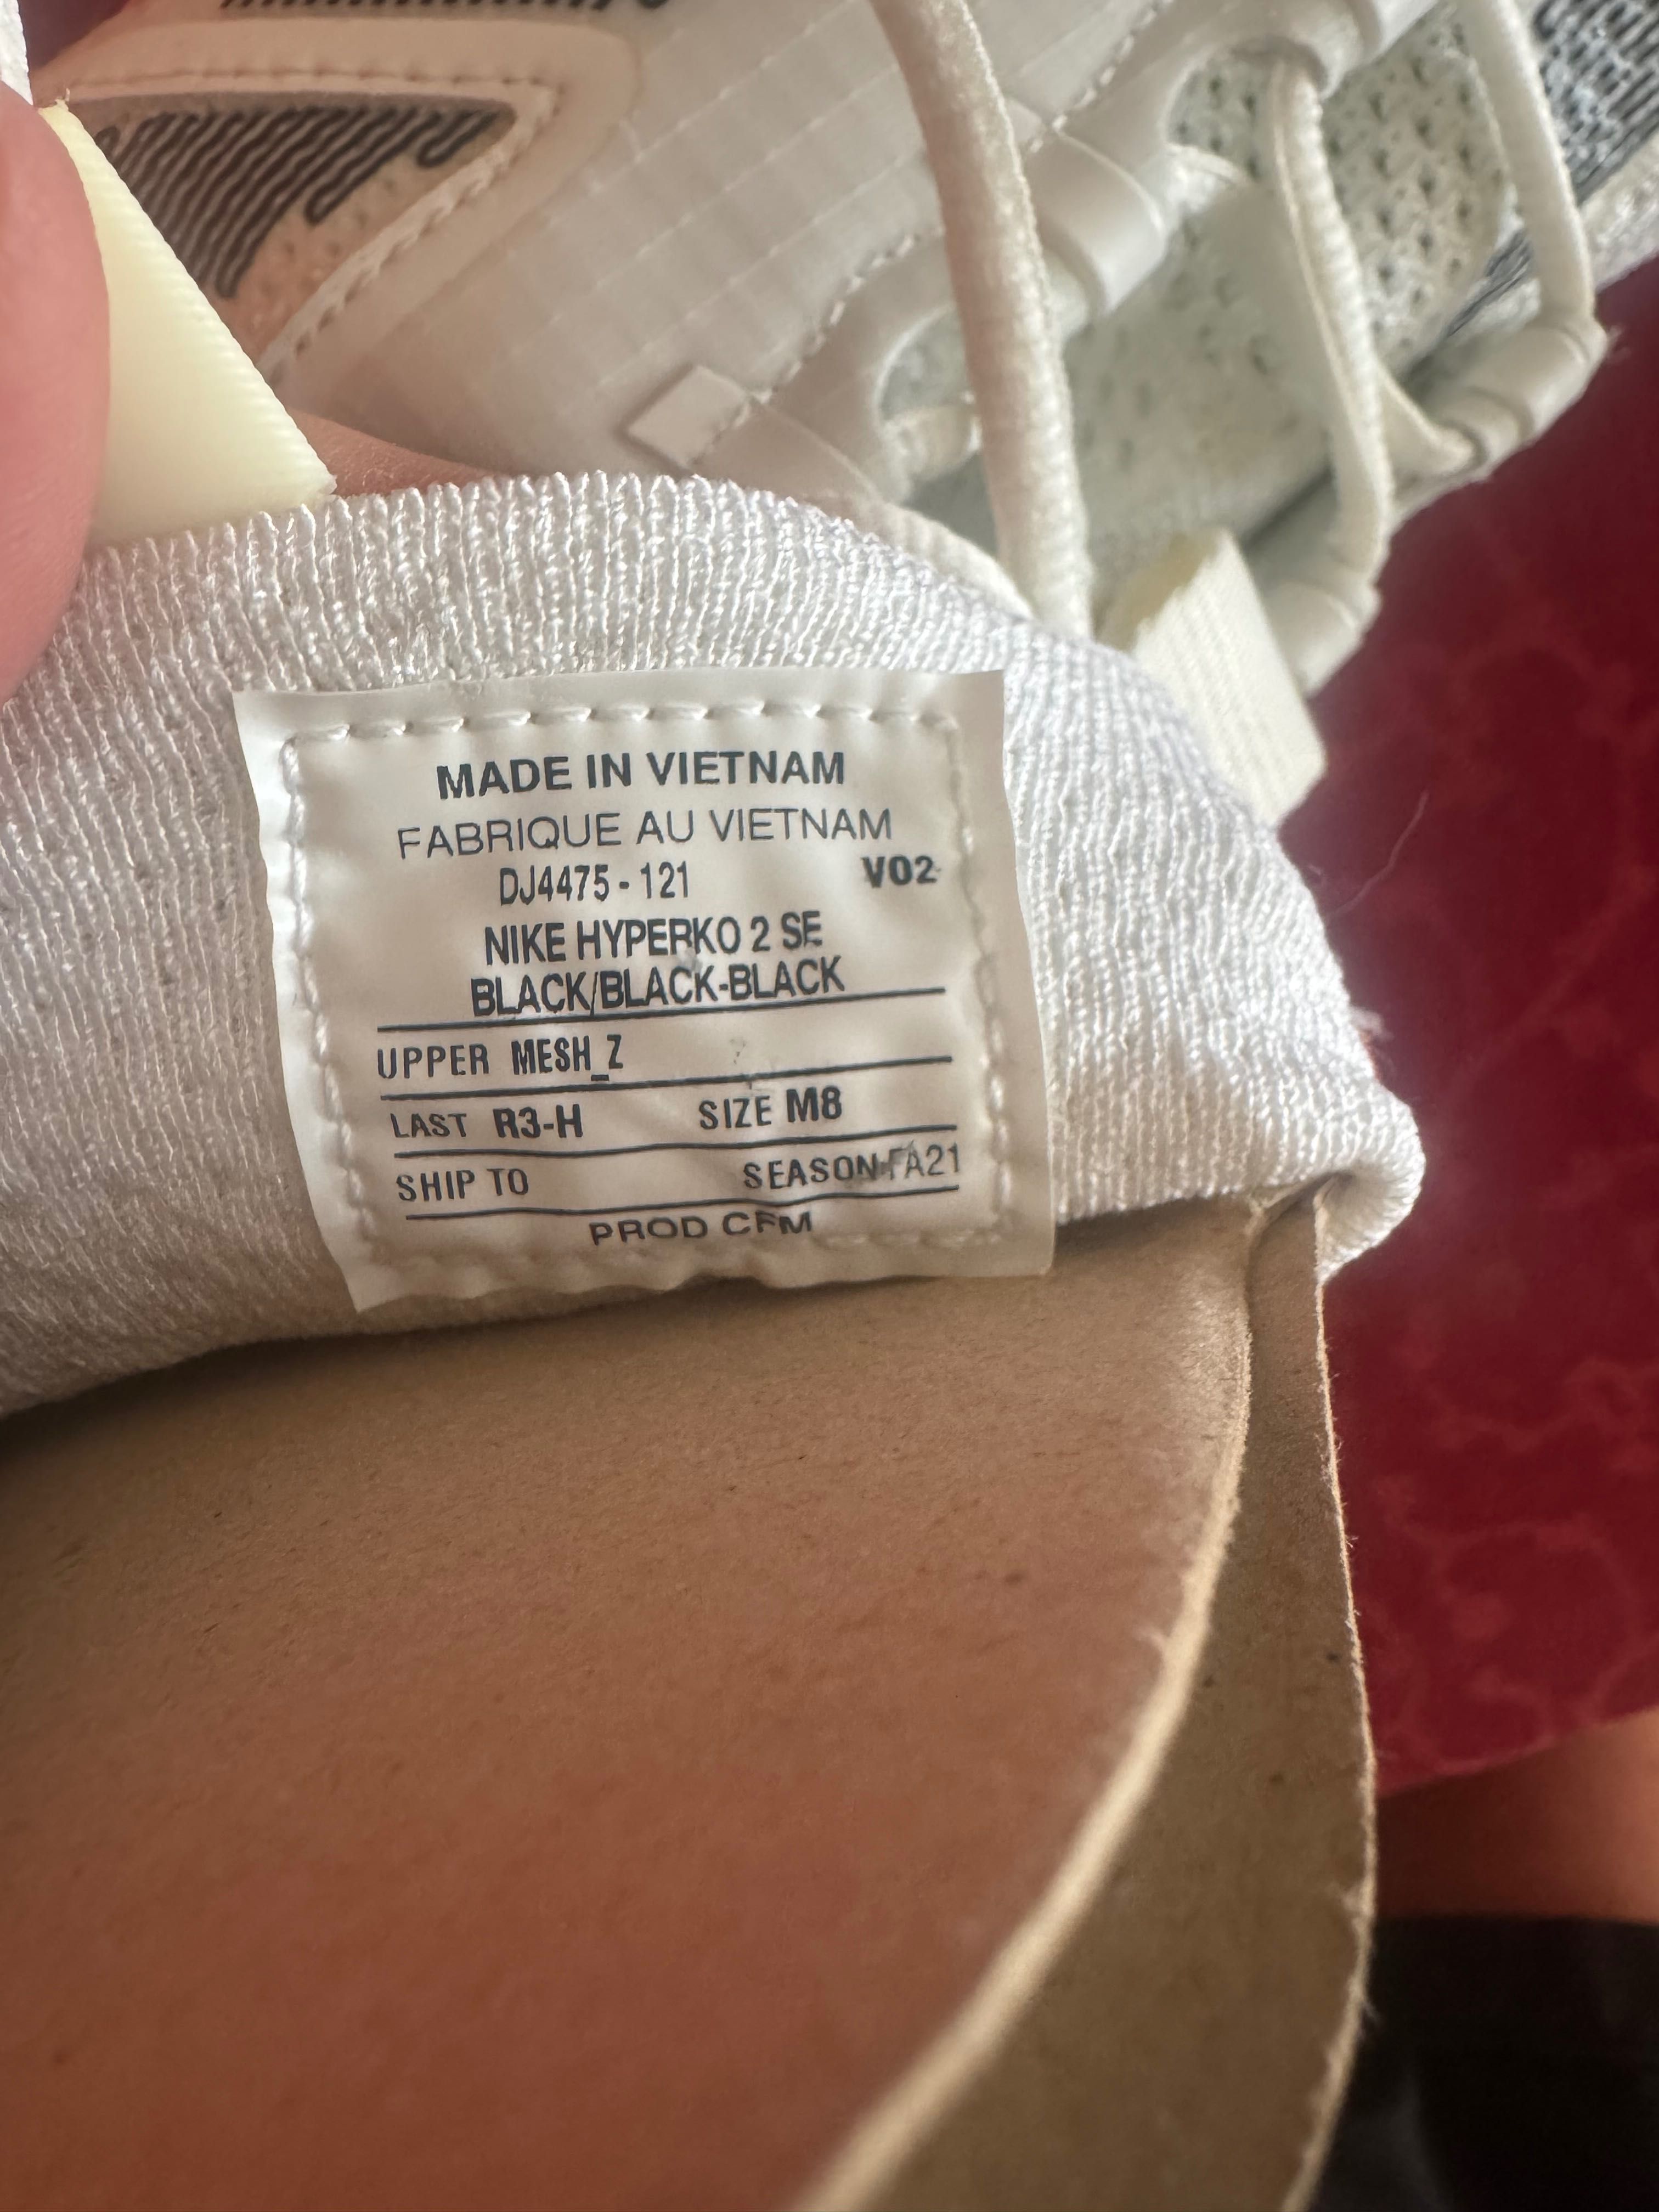 MADE IN VIETNAM
FABRIQUE AU VIETNAM
DJ4475-121 V02
NIKE HYPERKO 2 SE
BLACK/BLACK-BLACK
UPPER MESH_Z
LAST R3-H SIZE M8
SHIP TO SEASON FA21
PROD CFM